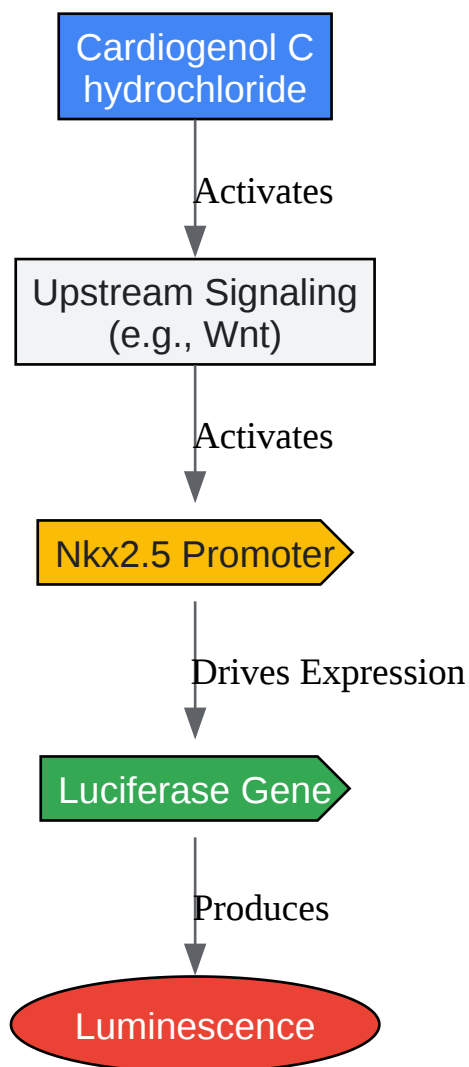 Cardiogenol C
hydrochloride
Activates
Upstream Signaling
(e.g., Wnt)
Activates
Nkx2.5 Promoter
Drives Expression
Luciferase Gene
Produces
Luminescence